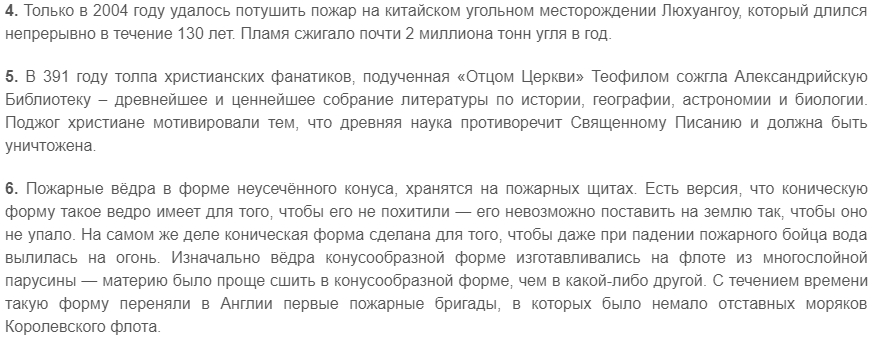 4. Только в 2004 году удалось потушить пожар на китайском угольном месторождении Люхуангоу, который длился
непрерывно в течение 130 лет. Пламя сжигало почти 2 миллиона тонн угля в год.
5. В 391 году толпа христианских фанатиков, подученная «Отцом Церкви» Теофилом сожгла Александрийскую
Библиотеку – древнейшее и ценнейшее собрание литературы по истории, географии, астрономии и биологии.
Поджог христиане мотивировали тем, что древняя наука противоречит Священному Писанию и должна быть
уничтожена.
6. Пожарные вёдра в форме неусечённого конуса, хранятся на пожарных щитах. Есть версия, что коническую
форму такое ведро имеет для того, чтобы его не похитили — его невозможно поставить на землю так, чтобы оно
не упало. На самом же деле коническая форма сделана для того, чтобы даже при падении пожарного бойца вода
вылилась на огонь. Изначально вёдра конусообразной форме изготавливались на флоте из многослойной
парусины — материю было проще сшить в конусообразной форме, чем в какой-либо другой. С течением времени
такую форму переняли в Англии первые пожарные бригады, в которых было немало отставных моряков
Королевского флота.